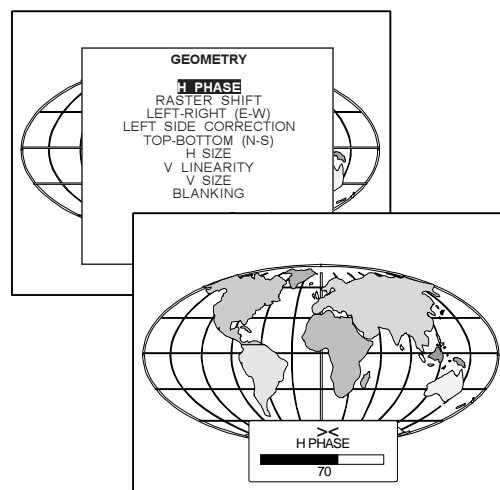 GEOMETRY
H PHASE
RASTER SHIFT
LEFT-RIGHT (E-W)
LEFT SIDE CORRECTION
TOP-BOTTOM (N-S)
H SIZE
V LINEARITY
V SIZE
BLANKING
H PHASE
70